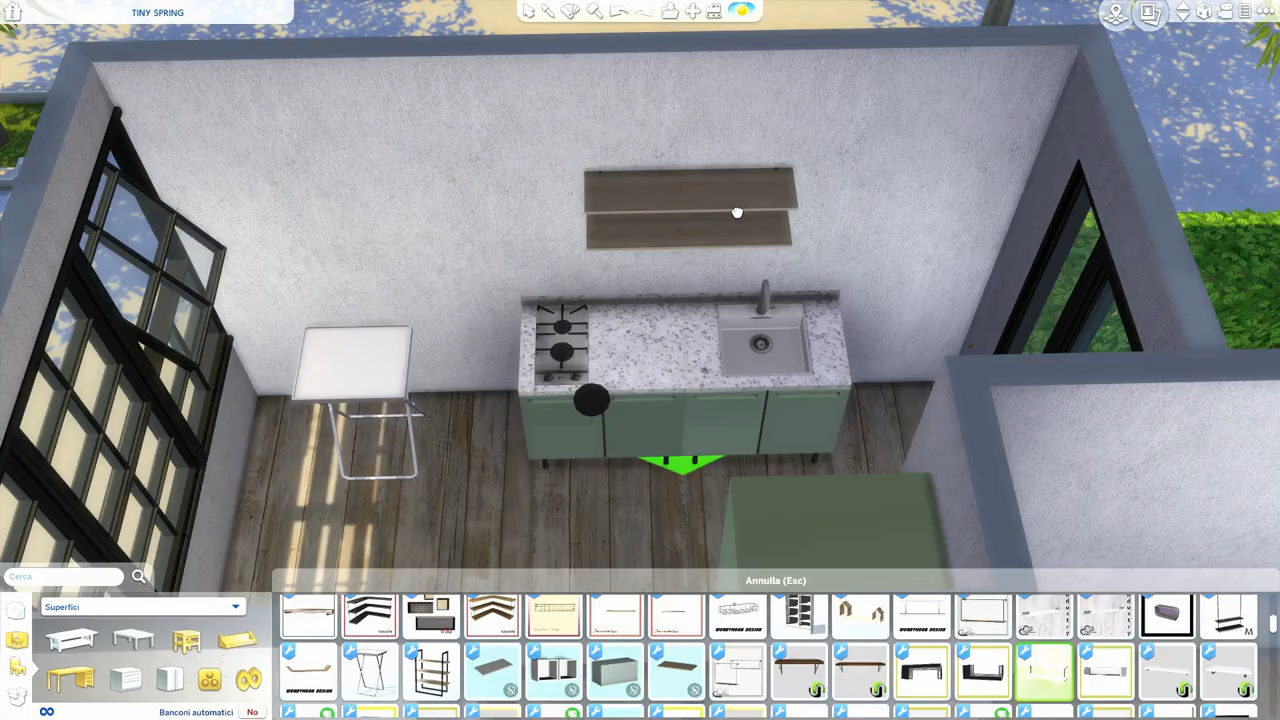 TINY SPRING
Annulla (Esc)
Cerca
Superfici
Banconi automatici No